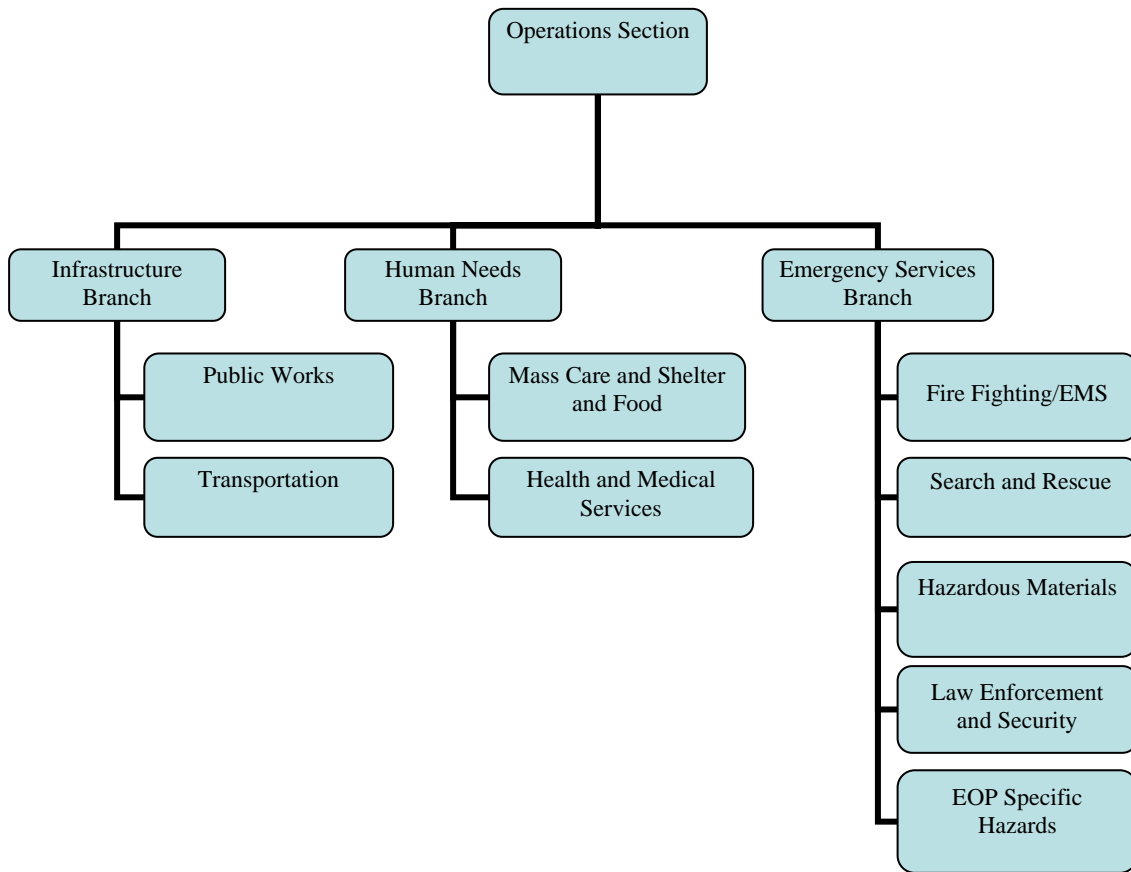 Operations Section
Infrastructure
Branch
Human Needs
Branch
Emergency Services
Branch
Public Works
Transportation
Mass Care and Shelter
and Food
Health and Medical
Services
Fire Fighting/EMS
Search and Rescue
Hazardous Materials
Law Enforcement
and Security
EOP Specific
Hazards